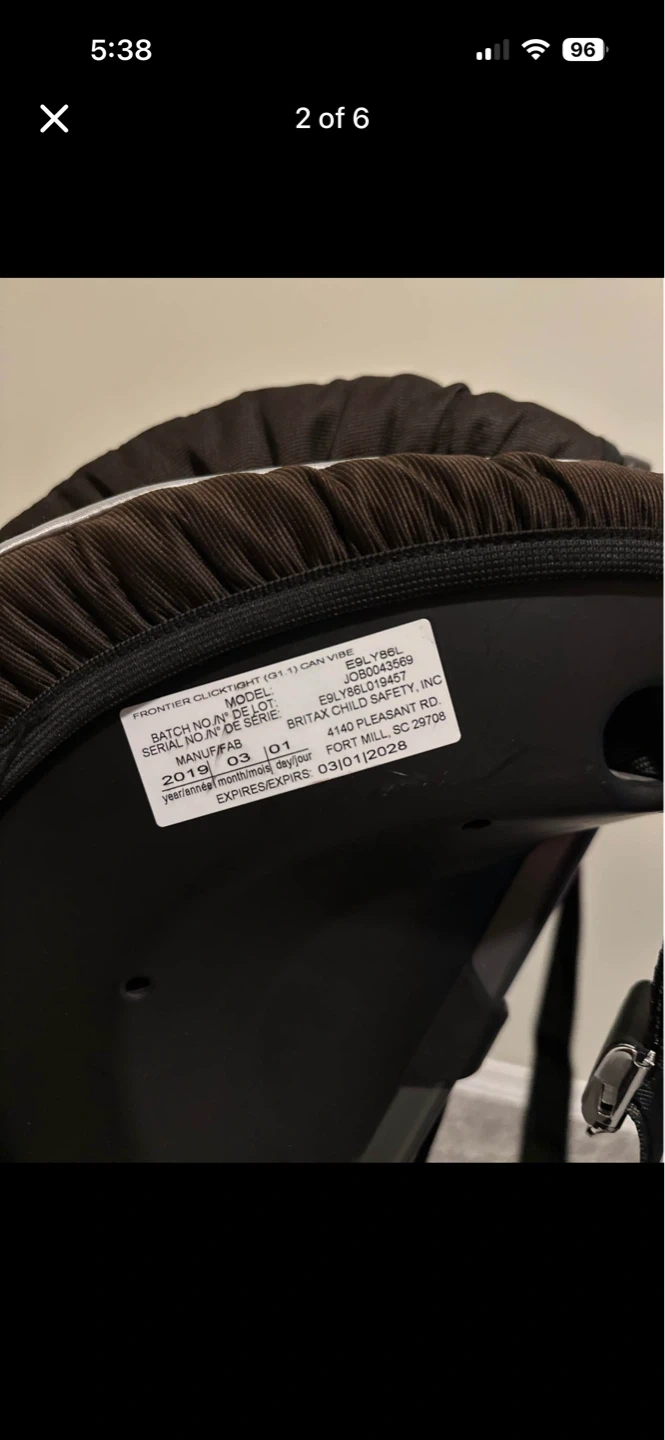 5:38
96
2 of 6
FRONTIER CLICKTIGHT (G1.1) CAN VIBE
MODEL: E9LY86L
BATCH NO./N° DE LOT: JOB0043569
SERIAL NO./N° DE SÉRIE: E9LY86L019457
MANUF/FAB BRITAX CHILD SAFETY, INC
2019 03 01 4140 PLEASANT RD.
year/année month/mois day/jour FORT MILL, SC 29708
EXPIRES/EXPIRS: 03|01|2028